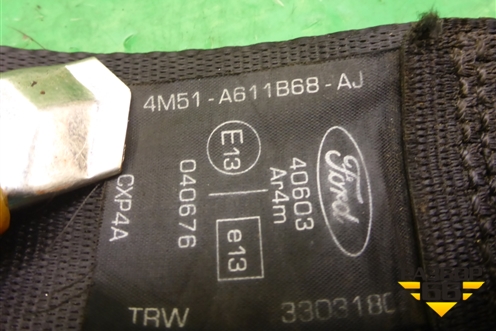 4M51-A611B68-AJ
E13
40603
Ar4m
Ford
040676
e13
CXP4A
TRW
3303180